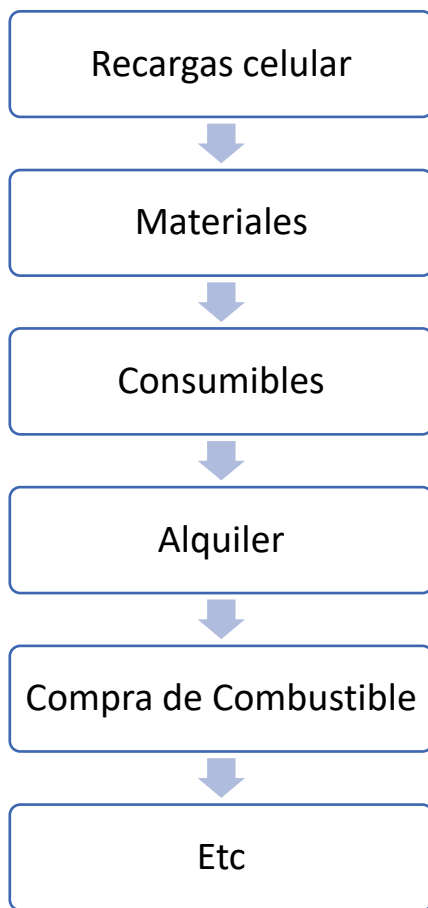 Recargas celular
Materiales
Consumibles
Alquiler
Compra de Combustible
Etc